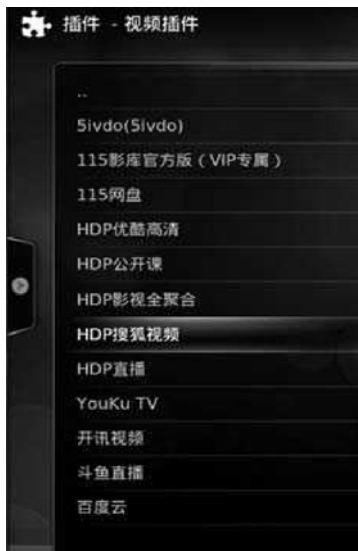 插件 - 视频插件
..
5ivdo(5ivdo)
115影库官方版（VIP专属）
115网盘
HDP优酷高清
HDP公开课
HDP影视全聚合
HDP搜狐视频
HDP直播
YouKu TV
开讯视频
斗鱼直播
百度云